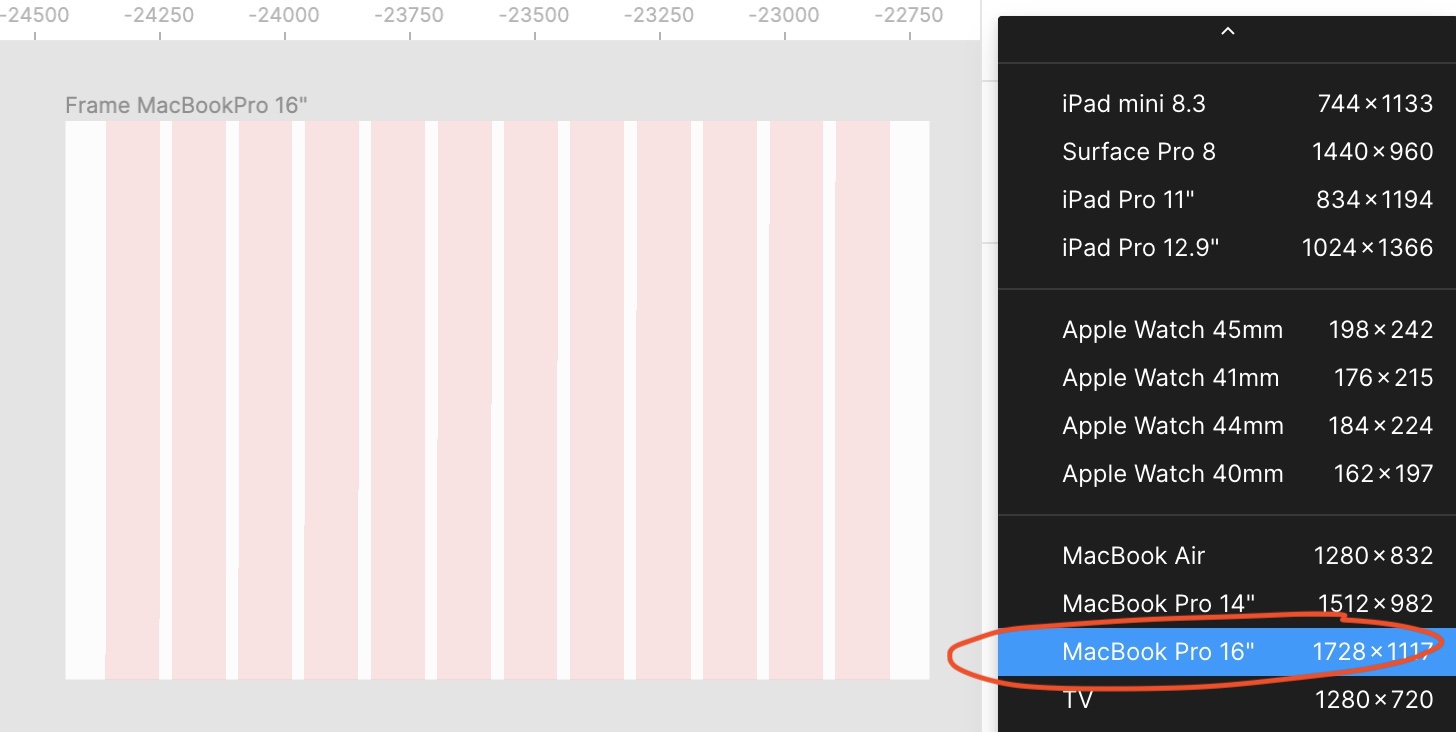 -24500 -24250 -24000 -23750 -23500 -23250 -23000 -22750
Frame MacBookPro 16"
iPad mini 8.3 744×1133
Surface Pro 8 1440×960
iPad Pro 11" 834×1194
iPad Pro 12.9" 1024×1366
Apple Watch 45mm 198×242
Apple Watch 41mm 176×215
Apple Watch 44mm 184×224
Apple Watch 40mm 162×197
MacBook Air 1280×832
MacBook Pro 14" 1512×982
MacBook Pro 16" 1728×1117
TV 1280×720